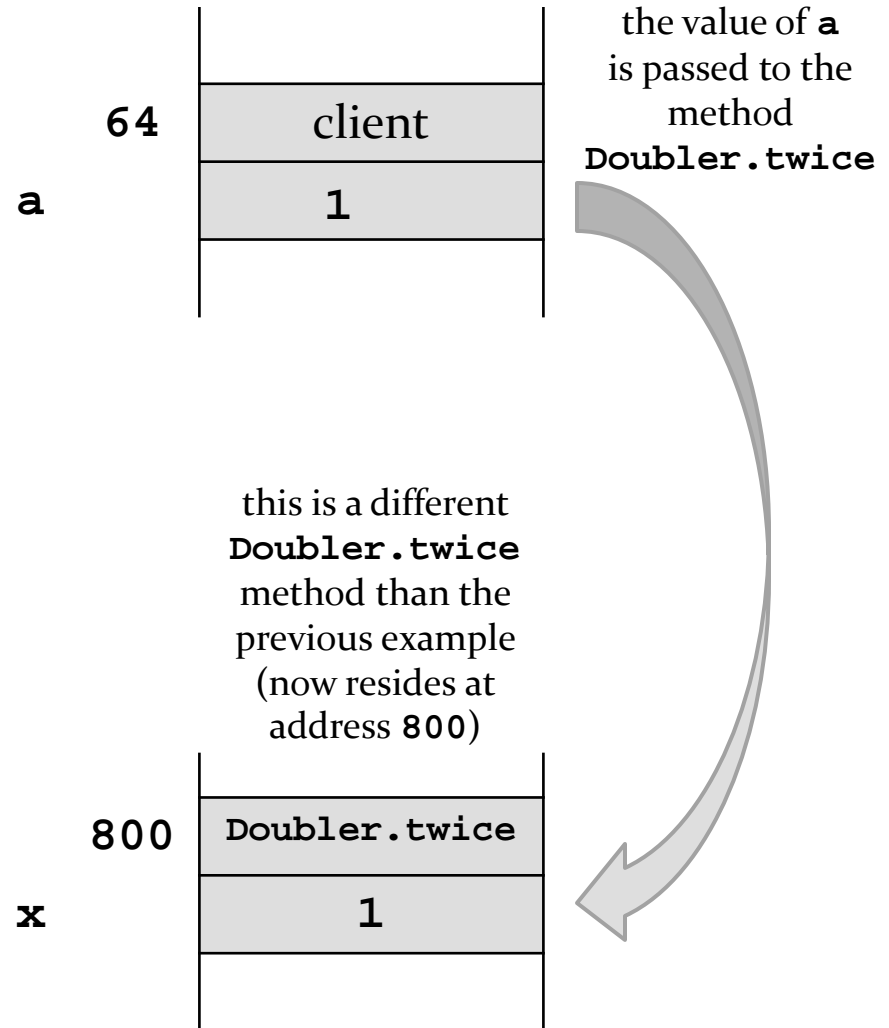 the value of a
is passed to the
method
Doubler.twice
64 client
a 1
this is a different
Doubler.twice
method than the
previous example
(now resides at
address 800)
800 Doubler.twice
x 1